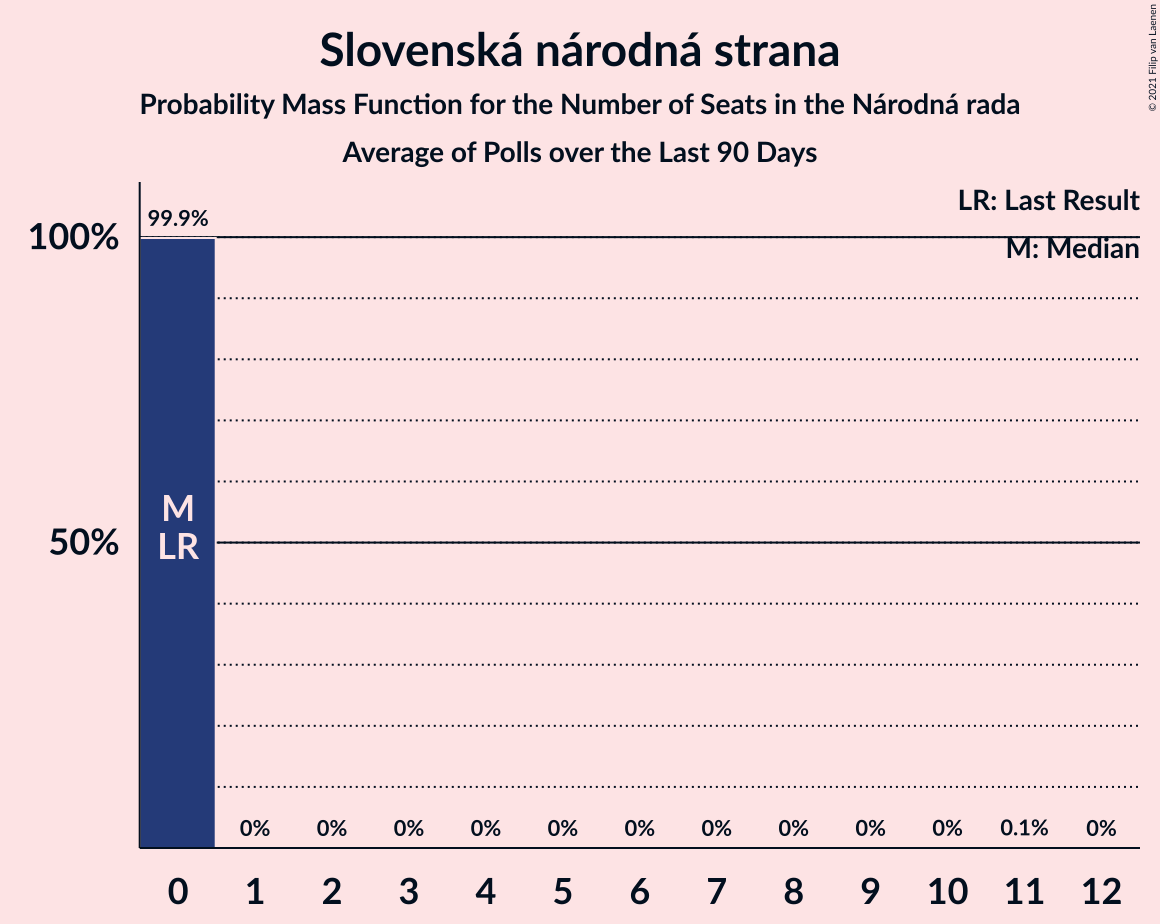 Slovenská národná strana
Probability Mass Function for the Number of Seats in the Národná rada
Average of Polls over the Last 90 Days
© 2021 Filip van Laenen
LR: Last Result
M: Median
99.9%
100%
50%
M
LR
0% 0% 0% 0% 0% 0% 0% 0% 0% 0% 0.1% 0%
0 1 2 3 4 5 6 7 8 9 10 11 12